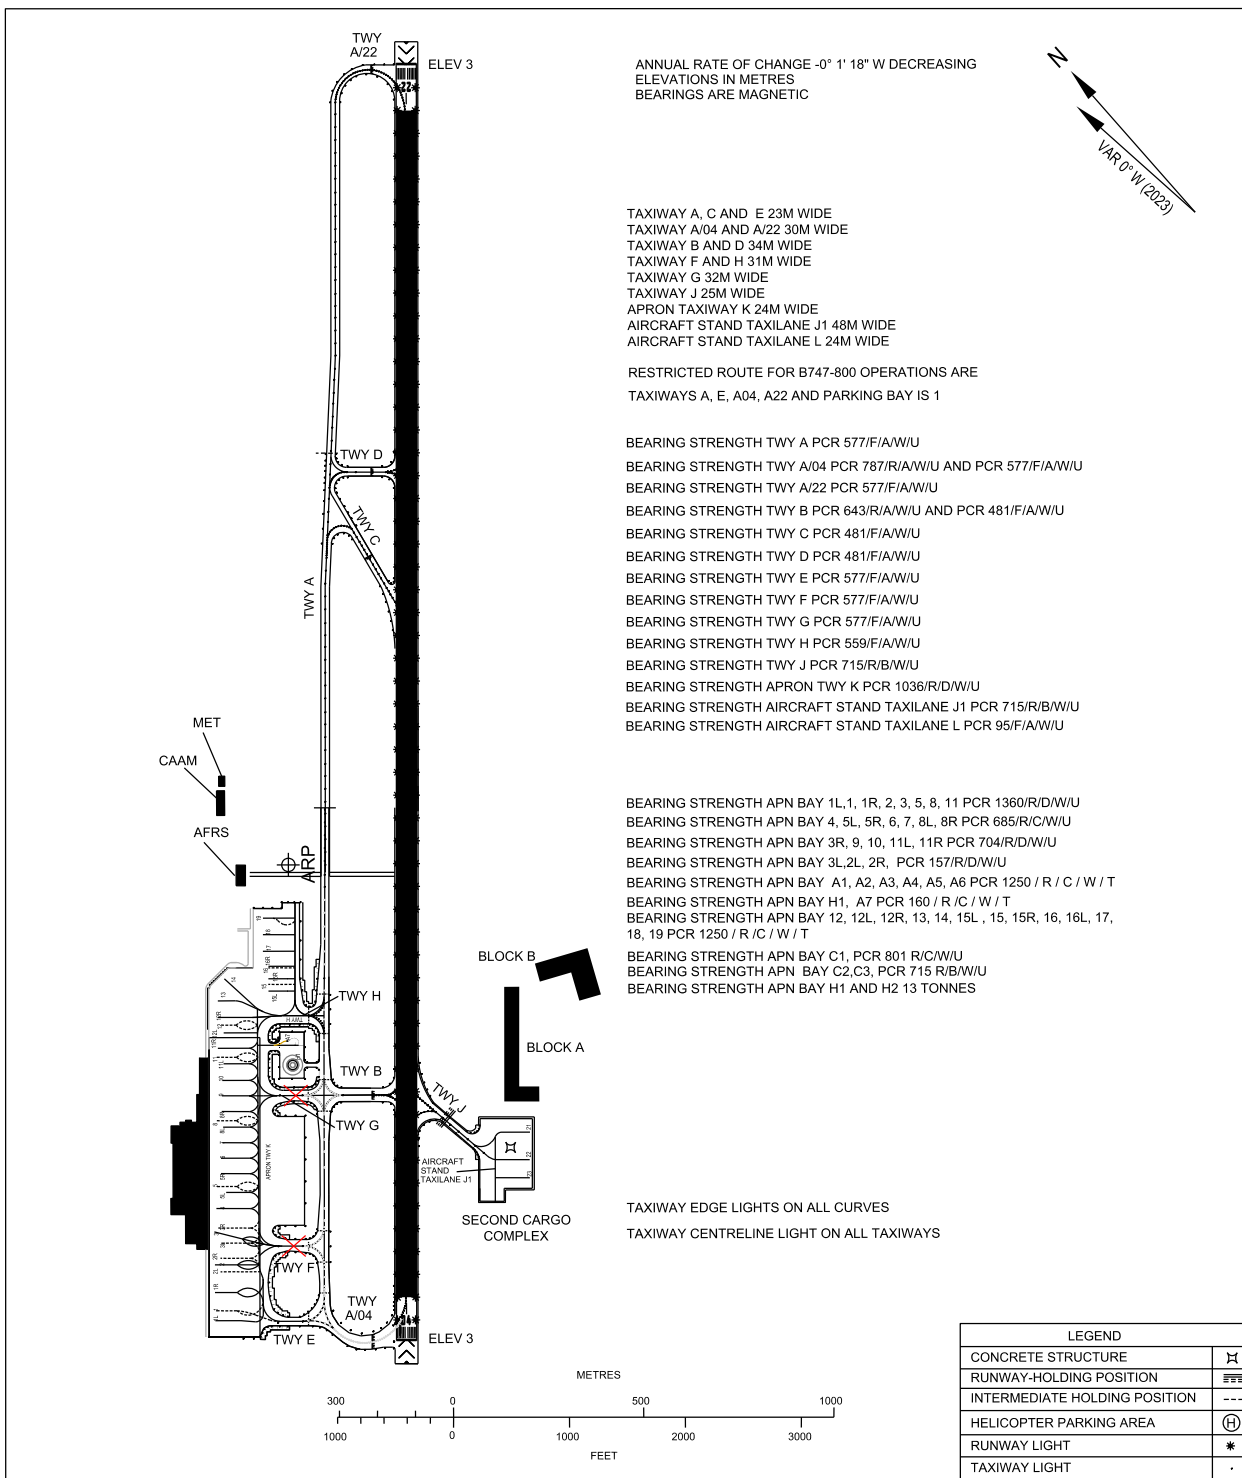 TWY
A/22
ELEV 3
22
ANNUAL RATE OF CHANGE -0° 1' 18" W DECREASING
ELEVATIONS IN METRES
BEARINGS ARE MAGNETIC
N
VAR 0° W (2023)
TAXIWAY A, C AND E 23M WIDE
TAXIWAY A/04 AND A/22 30M WIDE
TAXIWAY B AND D 34M WIDE
TAXIWAY F AND H 31M WIDE
TAXIWAY G 32M WIDE
TAXIWAY J 25M WIDE
APRON TAXIWAY K 24M WIDE
AIRCRAFT STAND TAXILANE J1 48M WIDE
AIRCRAFT STAND TAXILANE L 24M WIDE
RESTRICTED ROUTE FOR B747-800 OPERATIONS ARE
TAXIWAYS A, E, A04, A22 AND PARKING BAY IS 1
BEARING STRENGTH TWY A PCR 577/F/A/W/U
BEARING STRENGTH TWY A/04 PCR 787/R/A/W/U AND PCR 577/F/A/W/U
BEARING STRENGTH TWY A/22 PCR 577/F/A/W/U
BEARING STRENGTH TWY B PCR 643/R/A/W/U AND PCR 481/F/A/W/U
BEARING STRENGTH TWY C PCR 481/F/A/W/U
BEARING STRENGTH TWY D PCR 481/F/A/W/U
BEARING STRENGTH TWY E PCR 577/F/A/W/U
BEARING STRENGTH TWY F PCR 577/F/A/W/U
BEARING STRENGTH TWY G PCR 577/F/A/W/U
BEARING STRENGTH TWY H PCR 559/F/A/W/U
BEARING STRENGTH TWY J PCR 715/R/B/W/U
BEARING STRENGTH APRON TWY K PCR 1036/R/D/W/U
BEARING STRENGTH AIRCRAFT STAND TAXILANE J1 PCR 715/R/B/W/U
BEARING STRENGTH AIRCRAFT STAND TAXILANE L PCR 95/F/A/W/U
BEARING STRENGTH APN BAY 1L,1, 1R, 2, 3, 5, 8, 11 PCR 1360/R/D/W/U
BEARING STRENGTH APN BAY 4, 5L, 5R, 6, 7, 8L, 8R PCR 685/R/C/W/U
BEARING STRENGTH APN BAY 3R, 9, 10, 11L, 11R PCR 704/R/D/W/U
BEARING STRENGTH APN BAY 3L,2L, 2R, PCR 157/R/D/W/U
BEARING STRENGTH APN BAY A1, A2, A3, A4, A5, A6 PCR 1250 / R / C / W / T
BEARING STRENGTH APN BAY H1, A7 PCR 160 / R /C / W / T
BEARING STRENGTH APN BAY 12, 12L, 12R, 13, 14, 15L , 15, 15R, 16, 16L, 17,
18, 19 PCR 1250 / R /C / W / T
BEARING STRENGTH APN BAY C1, PCR 801 R/C/W/U
BEARING STRENGTH APN BAY C2,C3, PCR 715 R/B/W/U
BEARING STRENGTH APN BAY H1 AND H2 13 TONNES
TWY D
TWY C
TWY A
MET
CAAM
AFRS
ARP
BLOCK B
BLOCK A
TWY H
TWY H
TWY B
TWY J
TWY G
APRON TWY K
19
18
17
14
13
21
22
23
AIRCRAFT
STAND
TAXILANE J1
SECOND CARGO
COMPLEX
TAXIWAY EDGE LIGHTS ON ALL CURVES
TAXIWAY CENTRELINE LIGHT ON ALL TAXIWAYS
TWY F
TWY
A/04
TWY E
ELEV 3
METRES
300 0 500 1000
1000 0 1000 2000 3000
FEET
LEGEND
CONCRETE STRUCTURE
RUNWAY-HOLDING POSITION
INTERMEDIATE HOLDING POSITION
HELICOPTER PARKING AREA H
RUNWAY LIGHT
TAXIWAY LIGHT